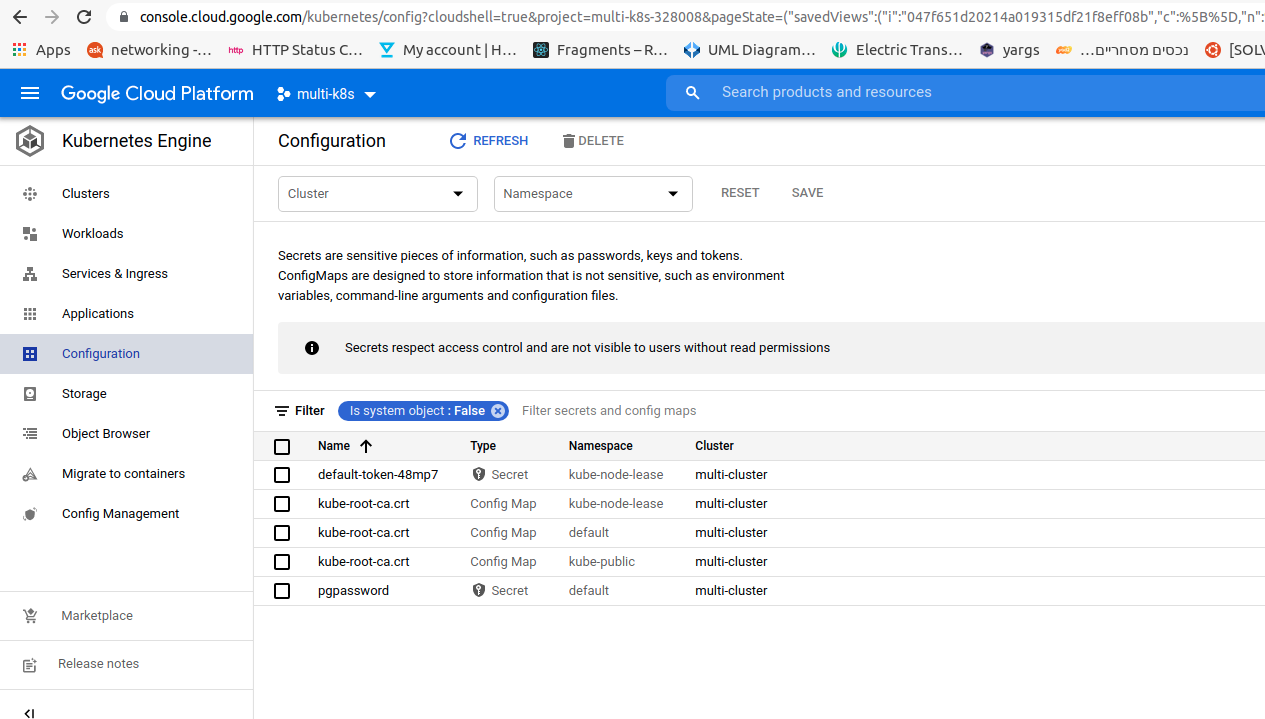 console.cloud.google.com/kubernetes/config?cloudshell=true&project=multi-k8s-328008&pageState=("savedViews":("i":"047f651d20214a019315df21f8eff08b","c":%5B%5D,"n":
Apps ask networking -... http HTTP Status C... My account | H... Fragments – R... UML Diagram... Electric Trans... yargs נכסים מסחריים... [SOLV
Google Cloud Platform multi-k8s Search products and resources
Kubernetes Engine
Clusters
Workloads
Services & Ingress
Applications
Configuration
Storage
Object Browser
Migrate to containers
Config Management
Marketplace
Release notes
Configuration REFRESH DELETE
Cluster Namespace RESET SAVE
Secrets are sensitive pieces of information, such as passwords, keys and tokens.
ConfigMaps are designed to store information that is not sensitive, such as environment
variables, command-line arguments and configuration files.
Secrets respect access control and are not visible to users without read permissions
Filter Is system object : False Filter secrets and config maps
Name Type Namespace Cluster
default-token-48mp7 Secret kube-node-lease multi-cluster
kube-root-ca.crt Config Map kube-node-lease multi-cluster
kube-root-ca.crt Config Map default multi-cluster
kube-root-ca.crt Config Map kube-public multi-cluster
pgpassword Secret default multi-cluster